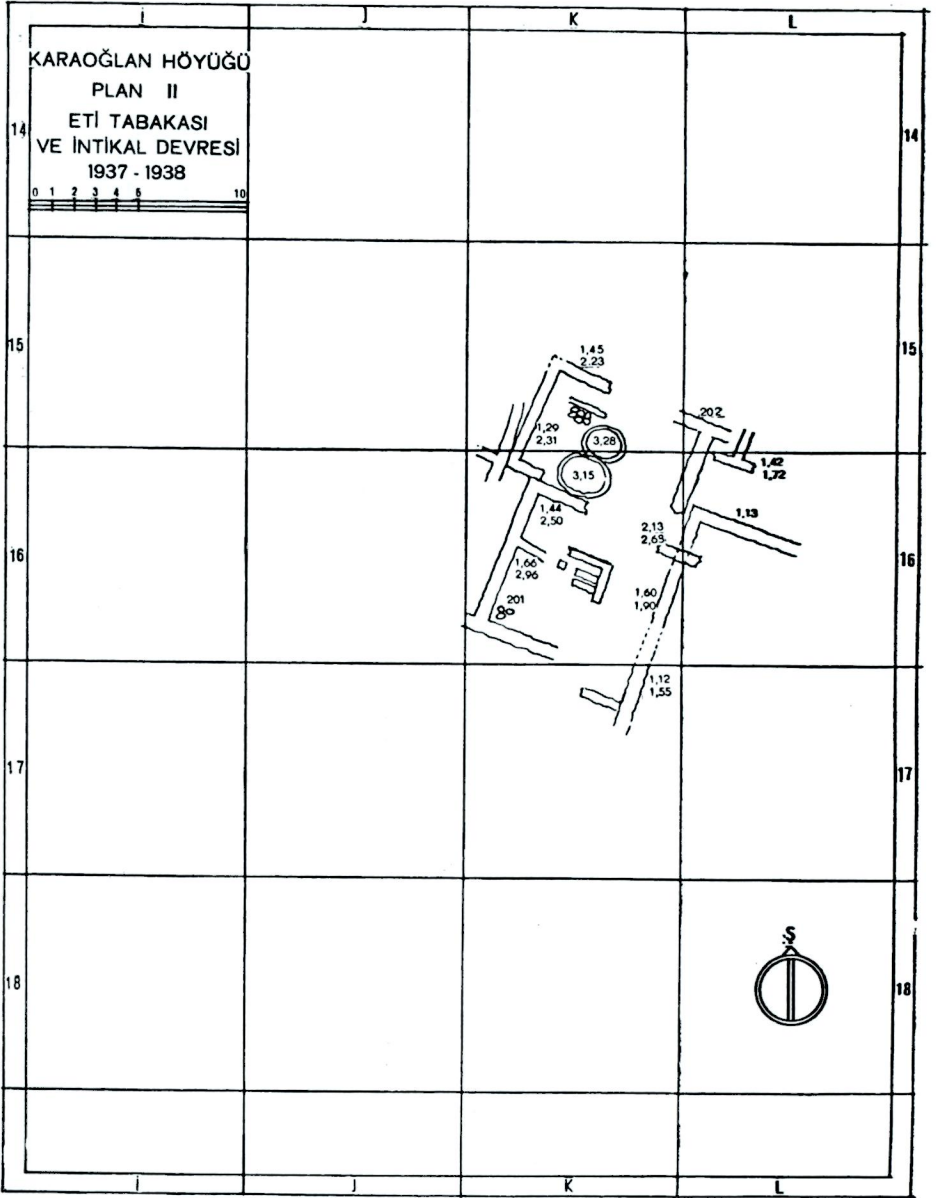 İ J K L
KARAOĞLAN HÖYÜĞÜ
PLAN II
ETİ TABAKASI
VE İNTİKAL DEVRESİ
1937 - 1938
0 1 2 3 4 5 10
14 14
15 15
1,45
2,23
202
1,29
2,31
3,28
1,42
1,72
3,15
1,44
2,50
1,13
2,13
2,63
16 16
1,66
2,96
1,60
1,90
201
1,12
1,55
17 17
Ş
18 18
İ J K L